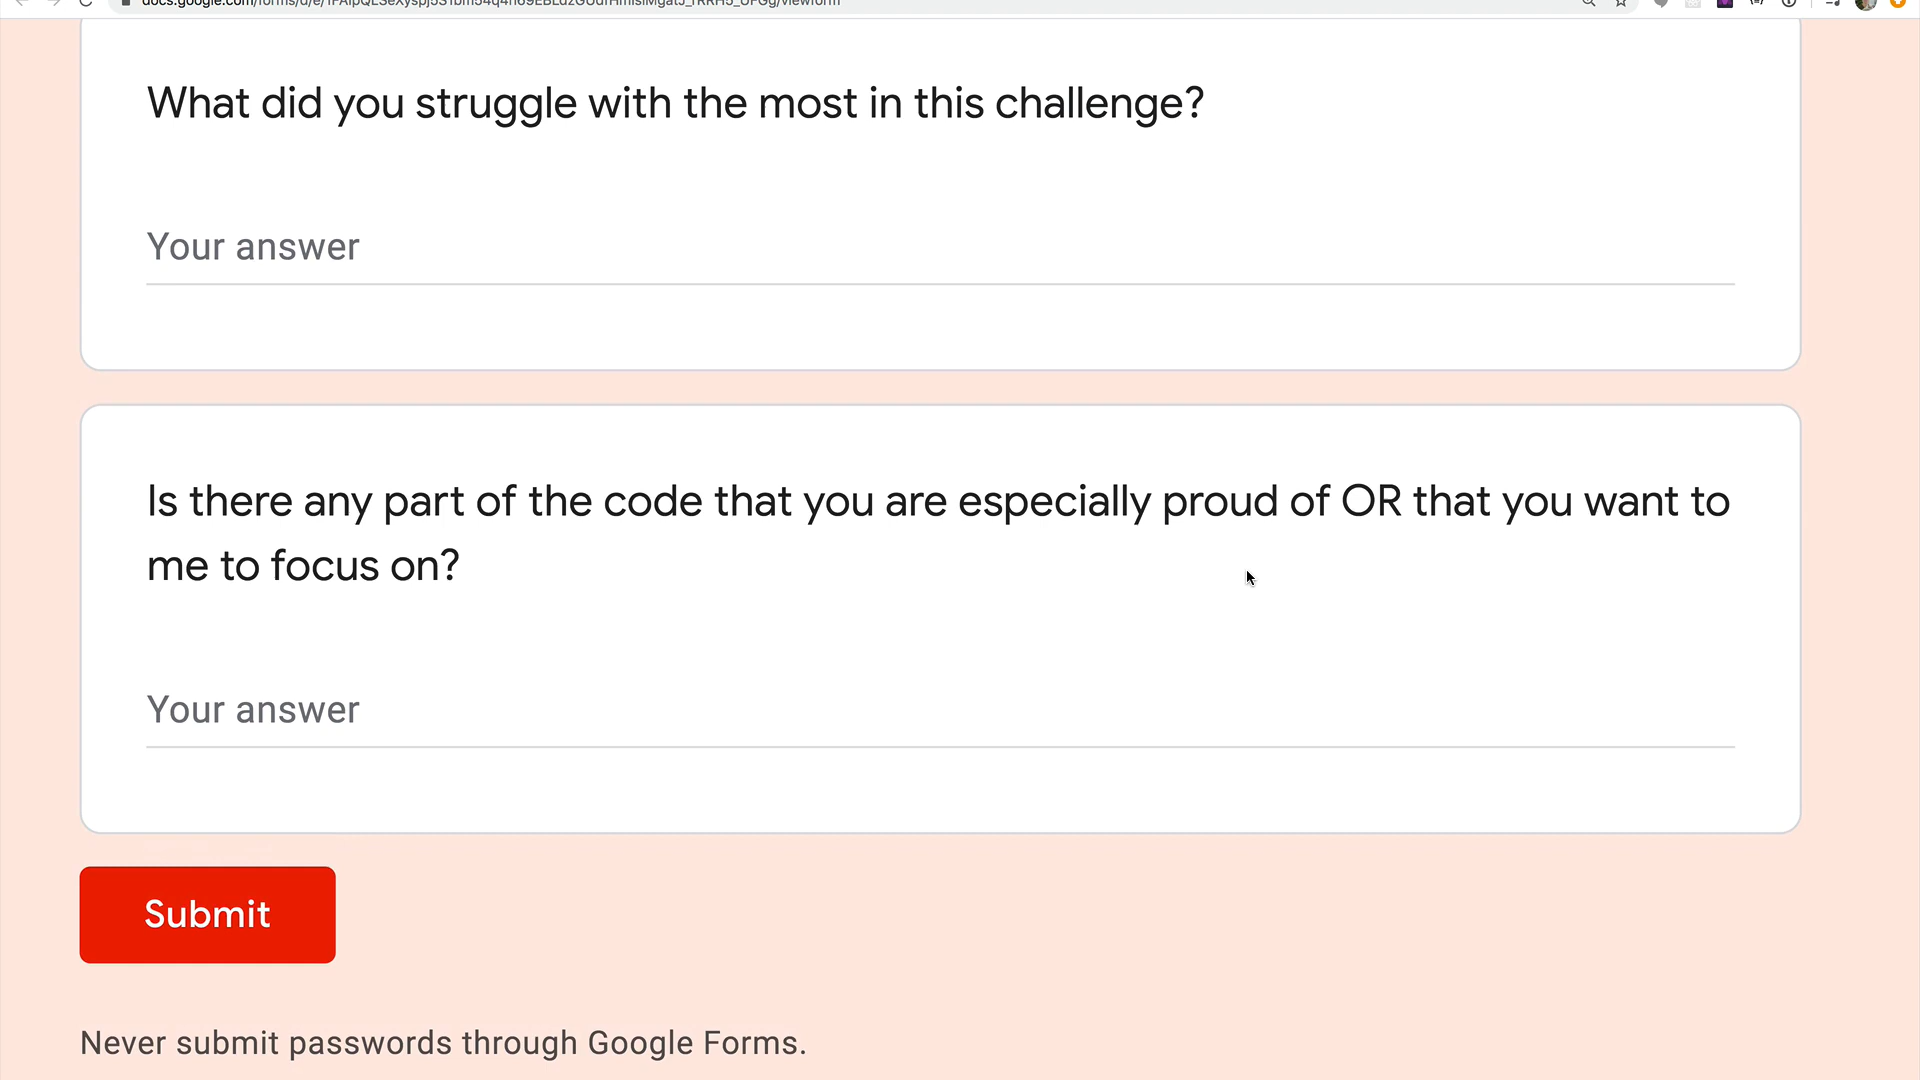 What did you struggle with the most in this challenge?
Your answer
Is there any part of the code that you are especially proud of OR that you want to
me to focus on?
Your answer
Submit
Never submit passwords through Google Forms.